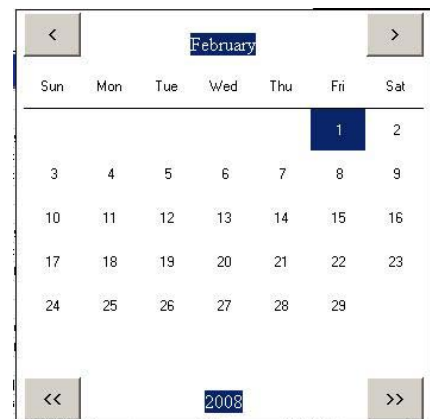 < February >
Sun Mon Tue Wed Thu Fri Sat
1 2
3 4 5 6 7 8 9
10 11 12 13 14 15 16
17 18 19 20 21 22 23
24 25 26 27 28 29
<< 2008 >>